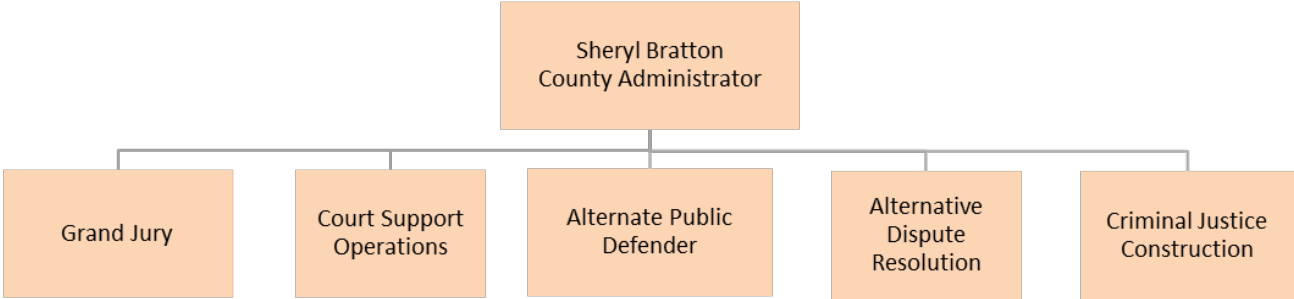 Sheryl Bratton
County Administrator
Grand Jury
Court Support
Operations
Alternate Public
Defender
Alternative
Dispute
Resolution
Criminal Justice
Construction